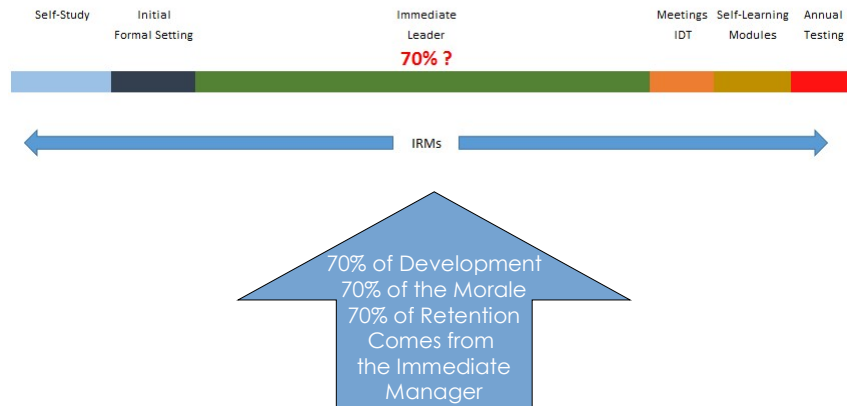 Self-Study
Initial
Formal Setting
Immediate
Leader
70% ?
Meetings
IDT
Self-Learning
Modules
Annual
Testing
IRMs
70% of Development
70% of the Morale
70% of Retention
Comes from
the Immediate
Manager